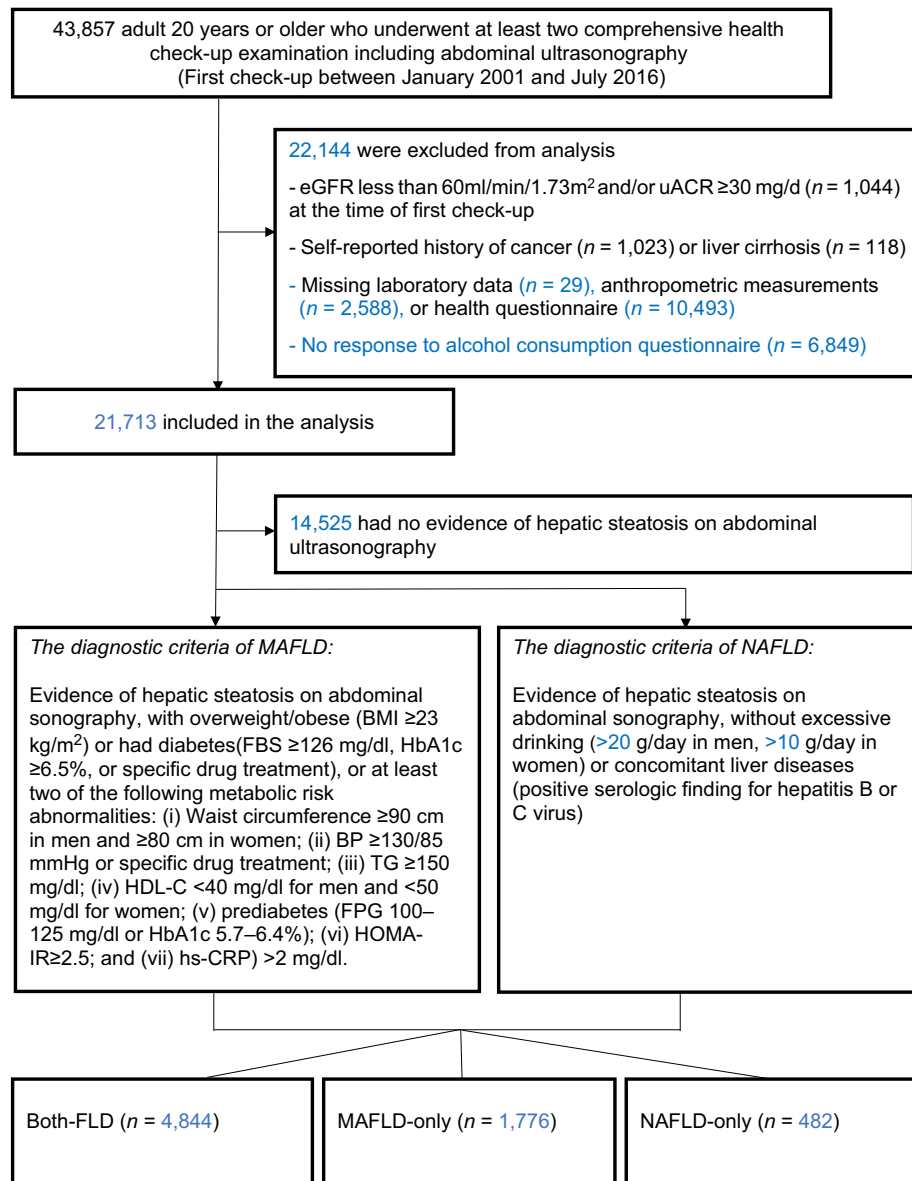 43,857 adult 20 years or older who underwent at least two comprehensive health
check-up examination including abdominal ultrasonography
(First check-up between January 2001 and July 2016)
22,144 were excluded from analysis
- eGFR less than 60ml/min/1.73m² and/or uACR ≥30 mg/d (n = 1,044)
at the time of first check-up
- Self-reported history of cancer (n = 1,023) or liver cirrhosis (n = 118)
- Missing laboratory data (n = 29), anthropometric measurements
(n = 2,588), or health questionnaire (n = 10,493)
- No response to alcohol consumption questionnaire (n = 6,849)
21,713 included in the analysis
14,525 had no evidence of hepatic steatosis on abdominal
ultrasonography
The diagnostic criteria of MAFLD:
Evidence of hepatic steatosis on abdominal
sonography, with overweight/obese (BMI ≥23
kg/m²) or had diabetes(FBS ≥126 mg/dl, HbA1c
≥6.5%, or specific drug treatment), or at least
two of the following metabolic risk
abnormalities: (i) Waist circumference ≥90 cm
in men and ≥80 cm in women; (ii) BP ≥130/85
mmHg or specific drug treatment; (iii) TG ≥150
mg/dl; (iv) HDL-C <40 mg/dl for men and <50
mg/dl for women; (v) prediabetes (FPG 100–
125 mg/dl or HbA1c 5.7–6.4%); (vi) HOMA-
IR≥2.5; and (vii) hs-CRP) >2 mg/dl.
The diagnostic criteria of NAFLD:
Evidence of hepatic steatosis on
abdominal sonography, without excessive
drinking (>20 g/day in men, >10 g/day in
women) or concomitant liver diseases
(positive serologic finding for hepatitis B or
C virus)
Both-FLD (n = 4,844)
MAFLD-only (n = 1,776)
NAFLD-only (n = 482)